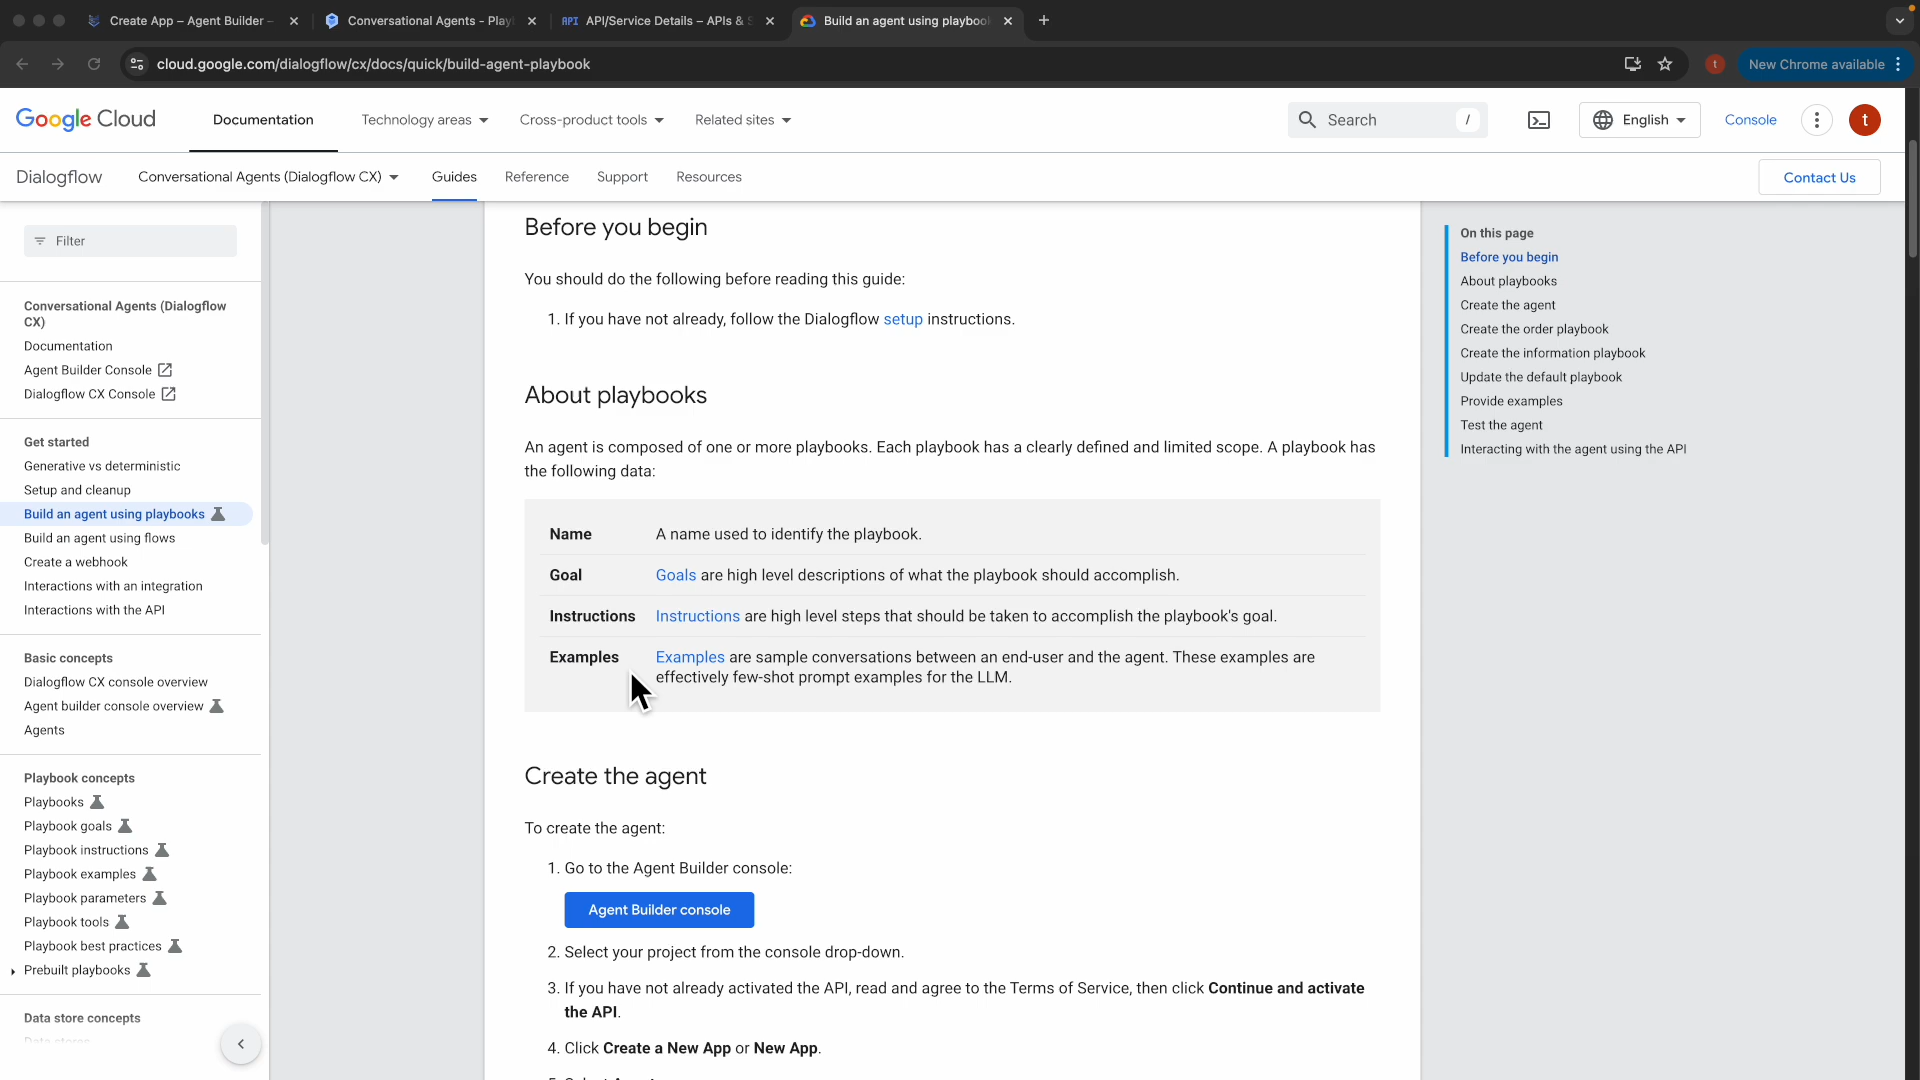 Create App – Agent Builder –
Conversational Agents - Play
API API/Service Details – APIs & S
Build an agent using playboo
cloud.google.com/dialogflow/cx/docs/quick/build-agent-playbook
t
New Chrome available
Google Cloud
Documentation
Technology areas
Cross-product tools
Related sites
Search
/
English
Console
t
Dialogflow
Conversational Agents (Dialogflow CX)
Guides
Reference
Support
Resources
Contact Us
Filter
Conversational Agents (Dialogflow
CX)
Documentation
Agent Builder Console
Dialogflow CX Console
Get started
Generative vs deterministic
Setup and cleanup
Build an agent using playbooks
Build an agent using flows
Create a webhook
Interactions with an integration
Interactions with the API
Basic concepts
Dialogflow CX console overview
Agent builder console overview
Agents
Playbook concepts
Playbooks
Playbook goals
Playbook instructions
Playbook examples
Playbook parameters
Playbook tools
Playbook best practices
Prebuilt playbooks
Data store concepts
Before you begin
You should do the following before reading this guide:
1. If you have not already, follow the Dialogflow setup instructions.
About playbooks
An agent is composed of one or more playbooks. Each playbook has a clearly defined and limited scope. A playbook has
the following data:
Name A name used to identify the playbook.
Goal Goals are high level descriptions of what the playbook should accomplish.
Instructions Instructions are high level steps that should be taken to accomplish the playbook's goal.
Examples Examples are sample conversations between an end-user and the agent. These examples are
effectively few-shot prompt examples for the LLM.
Create the agent
To create the agent:
1. Go to the Agent Builder console:
Agent Builder console
2. Select your project from the console drop-down.
3. If you have not already activated the API, read and agree to the Terms of Service, then click Continue and activate
the API.
4. Click Create a New App or New App.
On this page
Before you begin
About playbooks
Create the agent
Create the order playbook
Create the information playbook
Update the default playbook
Provide examples
Test the agent
Interacting with the agent using the API